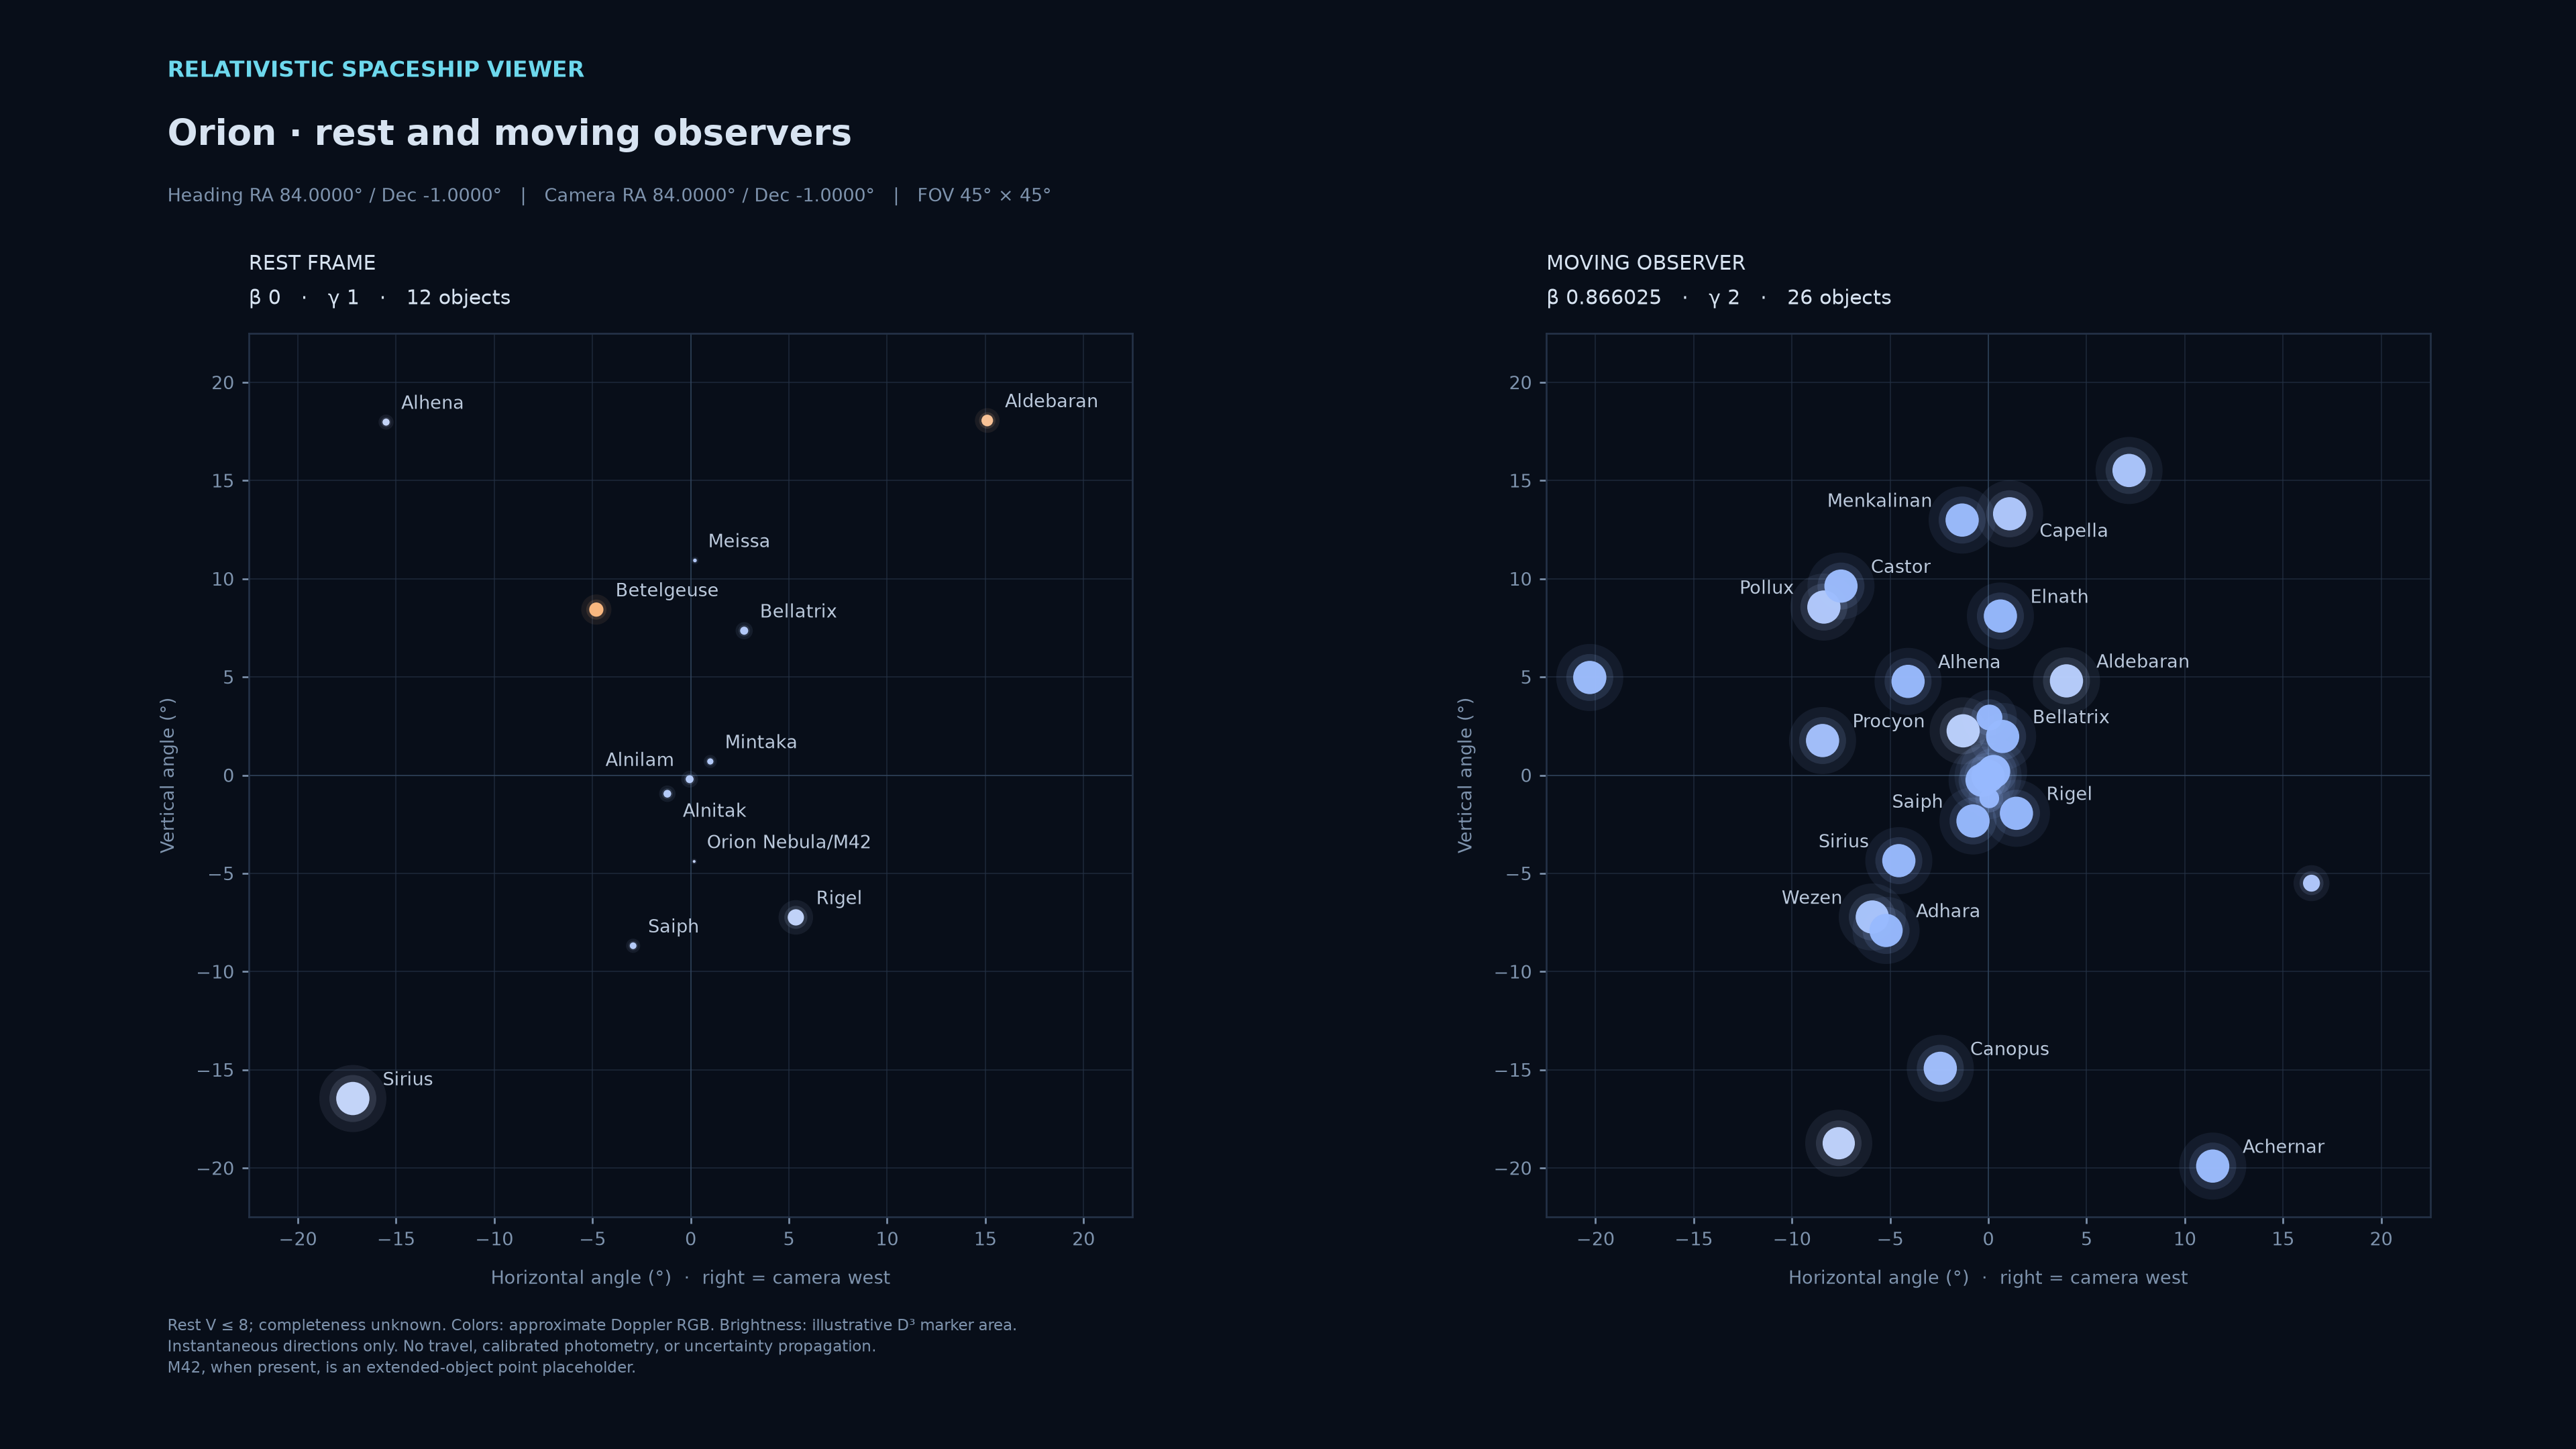 RELATIVISTIC SPACESHIP VIEWER
Orion · rest and moving observers
Heading RA 84.0000° / Dec -1.0000° | Camera RA 84.0000° / Dec -1.0000° | FOV 45° × 45°
REST FRAME
β 0 · γ 1 · 12 objects
20
15
10
5
0
−5
−10
−15
−20
Vertical angle (°)
Alhena
Aldebaran
Meissa
Betelgeuse
Bellatrix
Mintaka
Alnilam
Alnitak
Orion Nebula/M42
Rigel
Saiph
Sirius
−20 −15 −10 −5 0 5 10 15 20
Horizontal angle (°) · right = camera west
MOVING OBSERVER
β 0.866025 · γ 2 · 26 objects
20
15
10
5
0
−5
−10
−15
−20
Vertical angle (°)
Menkalinan
Capella
Castor
Pollux
Elnath
Alhena
Aldebaran
Procyon
Bellatrix
Saiph
Rigel
Sirius
Wezen
Adhara
Canopus
Achernar
−20 −15 −10 −5 0 5 10 15 20
Horizontal angle (°) · right = camera west
Rest V ≤ 8; completeness unknown. Colors: approximate Doppler RGB. Brightness: illustrative D³ marker area.
Instantaneous directions only. No travel, calibrated photometry, or uncertainty propagation.
M42, when present, is an extended-object point placeholder.